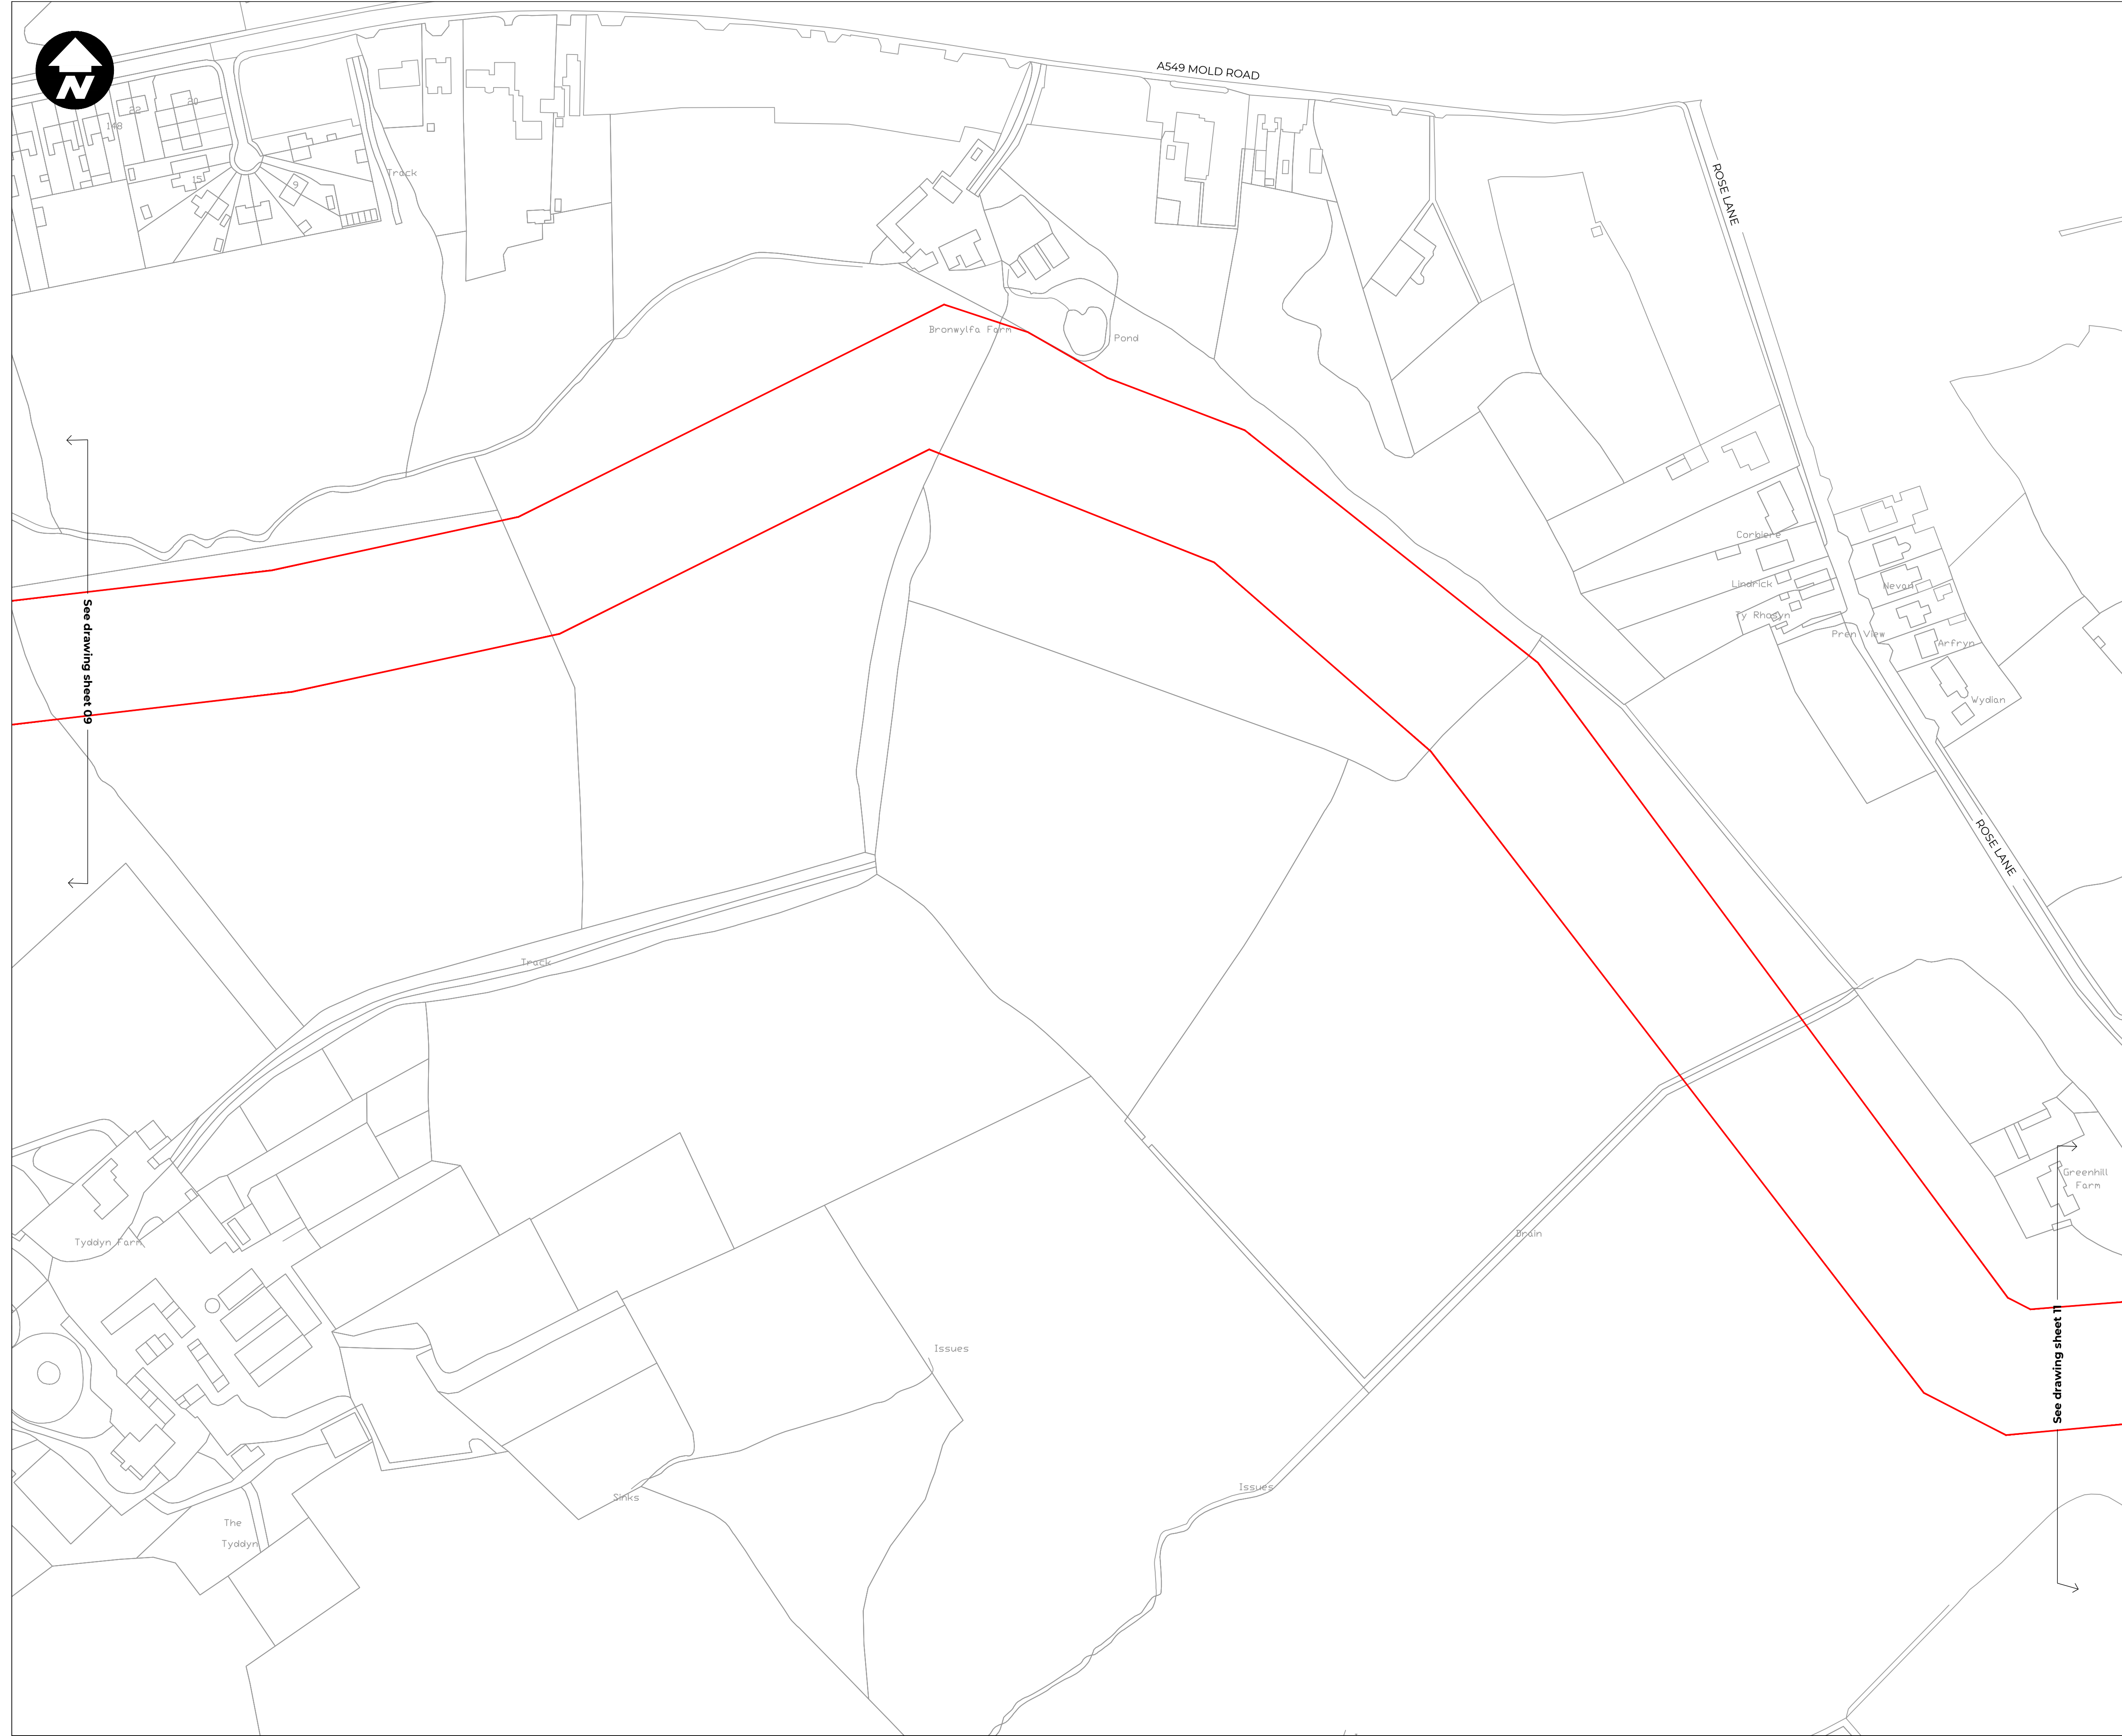 N
A549 MOLD ROAD
22
20
148
15
9
Track
ROSE LANE
Bronwylfa Farm
Pond
Corbiere
Lindrick
Nevan
Ty Rhosyn
Pren View
Arfryn
Wydian
See drawing sheet 09
ROSE LANE
Track
Greenhill
Farm
Tyddyn Farm
Drain
See drawing sheet 11
Issues
Issues
Sinks
The
Tyddyn